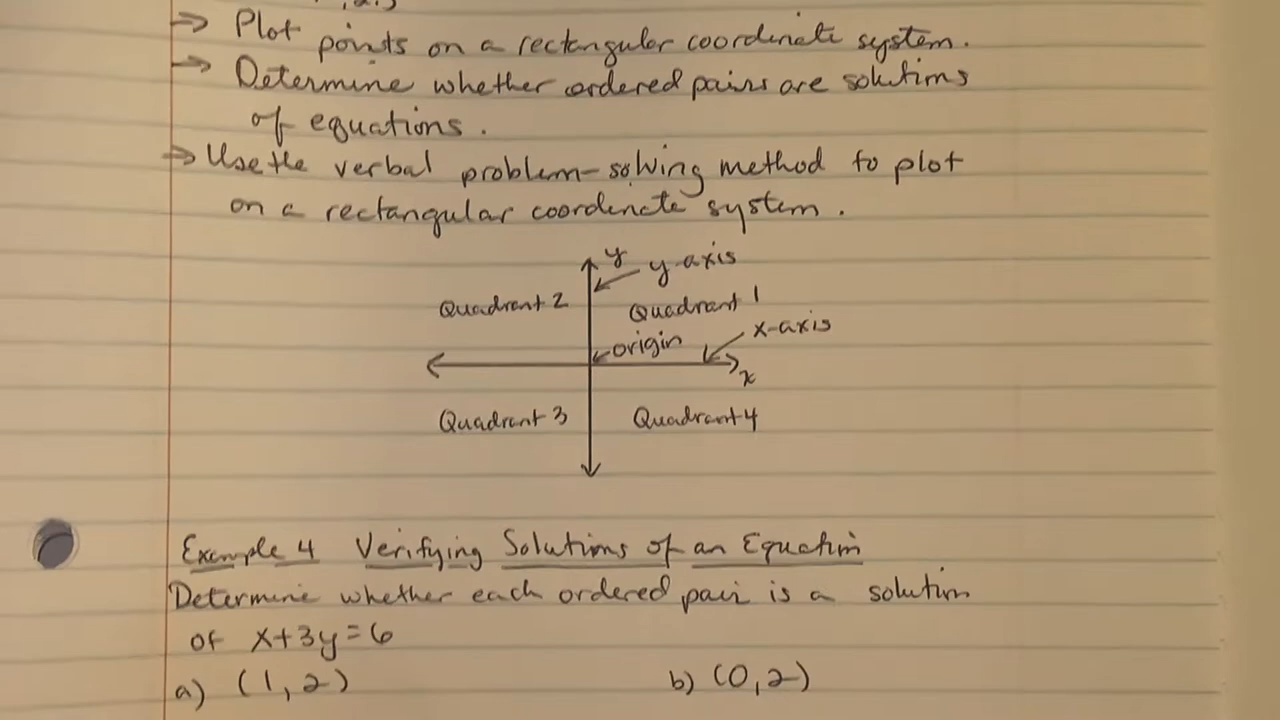 → Plot points on a rectangular coordinate system.
→ Determine whether ordered pairs are solutions
of equations.
→ Use the verbal problem-solving method to plot
on a rectangular coordinate system.
y
y-axis
Quadrant 2
Quadrant 1
origin
x-axis
x
Quadrant 3
Quadrant 4
Example 4 Verifying Solutions of an Equation
Determine whether each ordered pair is a solution
of x+3y=6
a) (1,2)
b) (0,2)